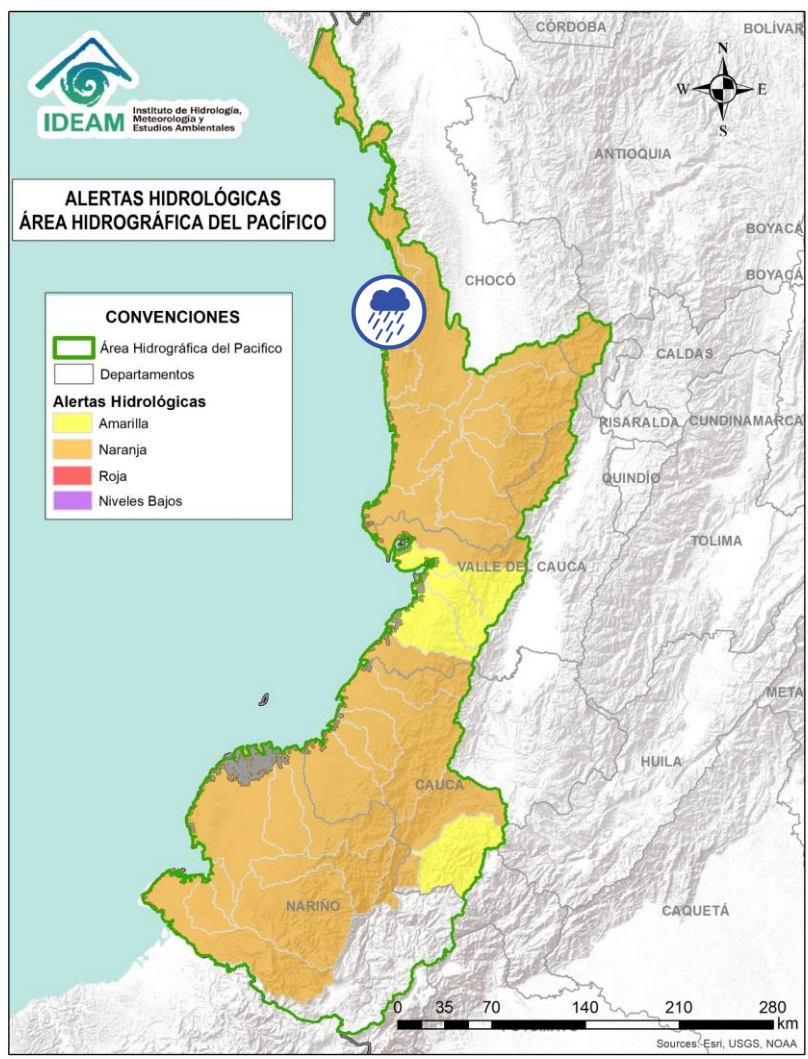 CÓRDOBA
BOLÍVAR
N
W
E
S
IDEAM
Instituto de Hidrología,
Meteorología y
Estudios Ambientales
ANTIOQUIA
ALERTAS HIDROLÓGICAS
ÁREA HIDROGRÁFICA DEL PACÍFICO
BOYACÁ
BOYACÁ
CHOCÓ
CONVENCIONES
Área Hidrográfica del Pacifico
Departamentos
Alertas Hidrológicas
Amarilla
Naranja
Roja
Niveles Bajos
CALDAS
RISARALDA
CUNDINAMARCA
QUINDÍO
TOLIMA
VALLE DEL CAUCA
META
HUILA
CAUCA
NARIÑO
CAQUETÁ
0 35 70 140 210 280
km
Sources: Esri, USGS, NOAA